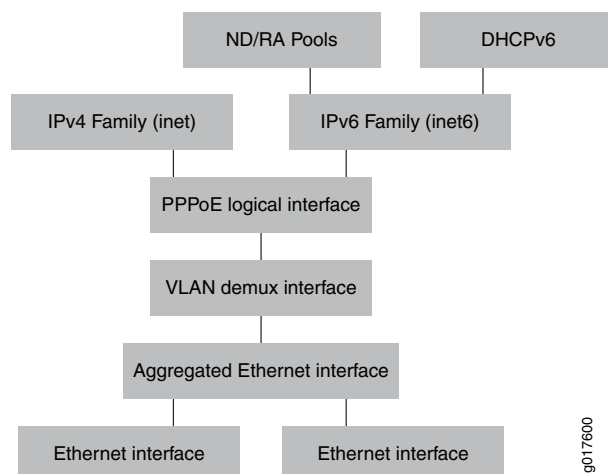 ND/RA Pools
DHCPv6
IPv4 Family (inet)
IPv6 Family (inet6)
PPPoE logical interface
VLAN demux interface
Aggregated Ethernet interface
Ethernet interface
Ethernet interface
g017600